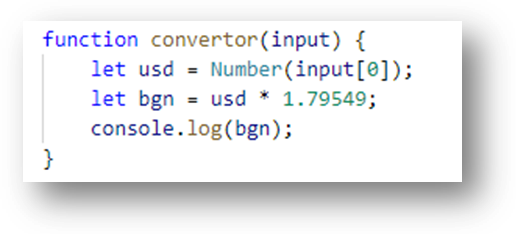 function convertor(input) {
    let usd = Number(input[0]);
    let bgn = usd * 1.79549;
    console.log(bgn);
}